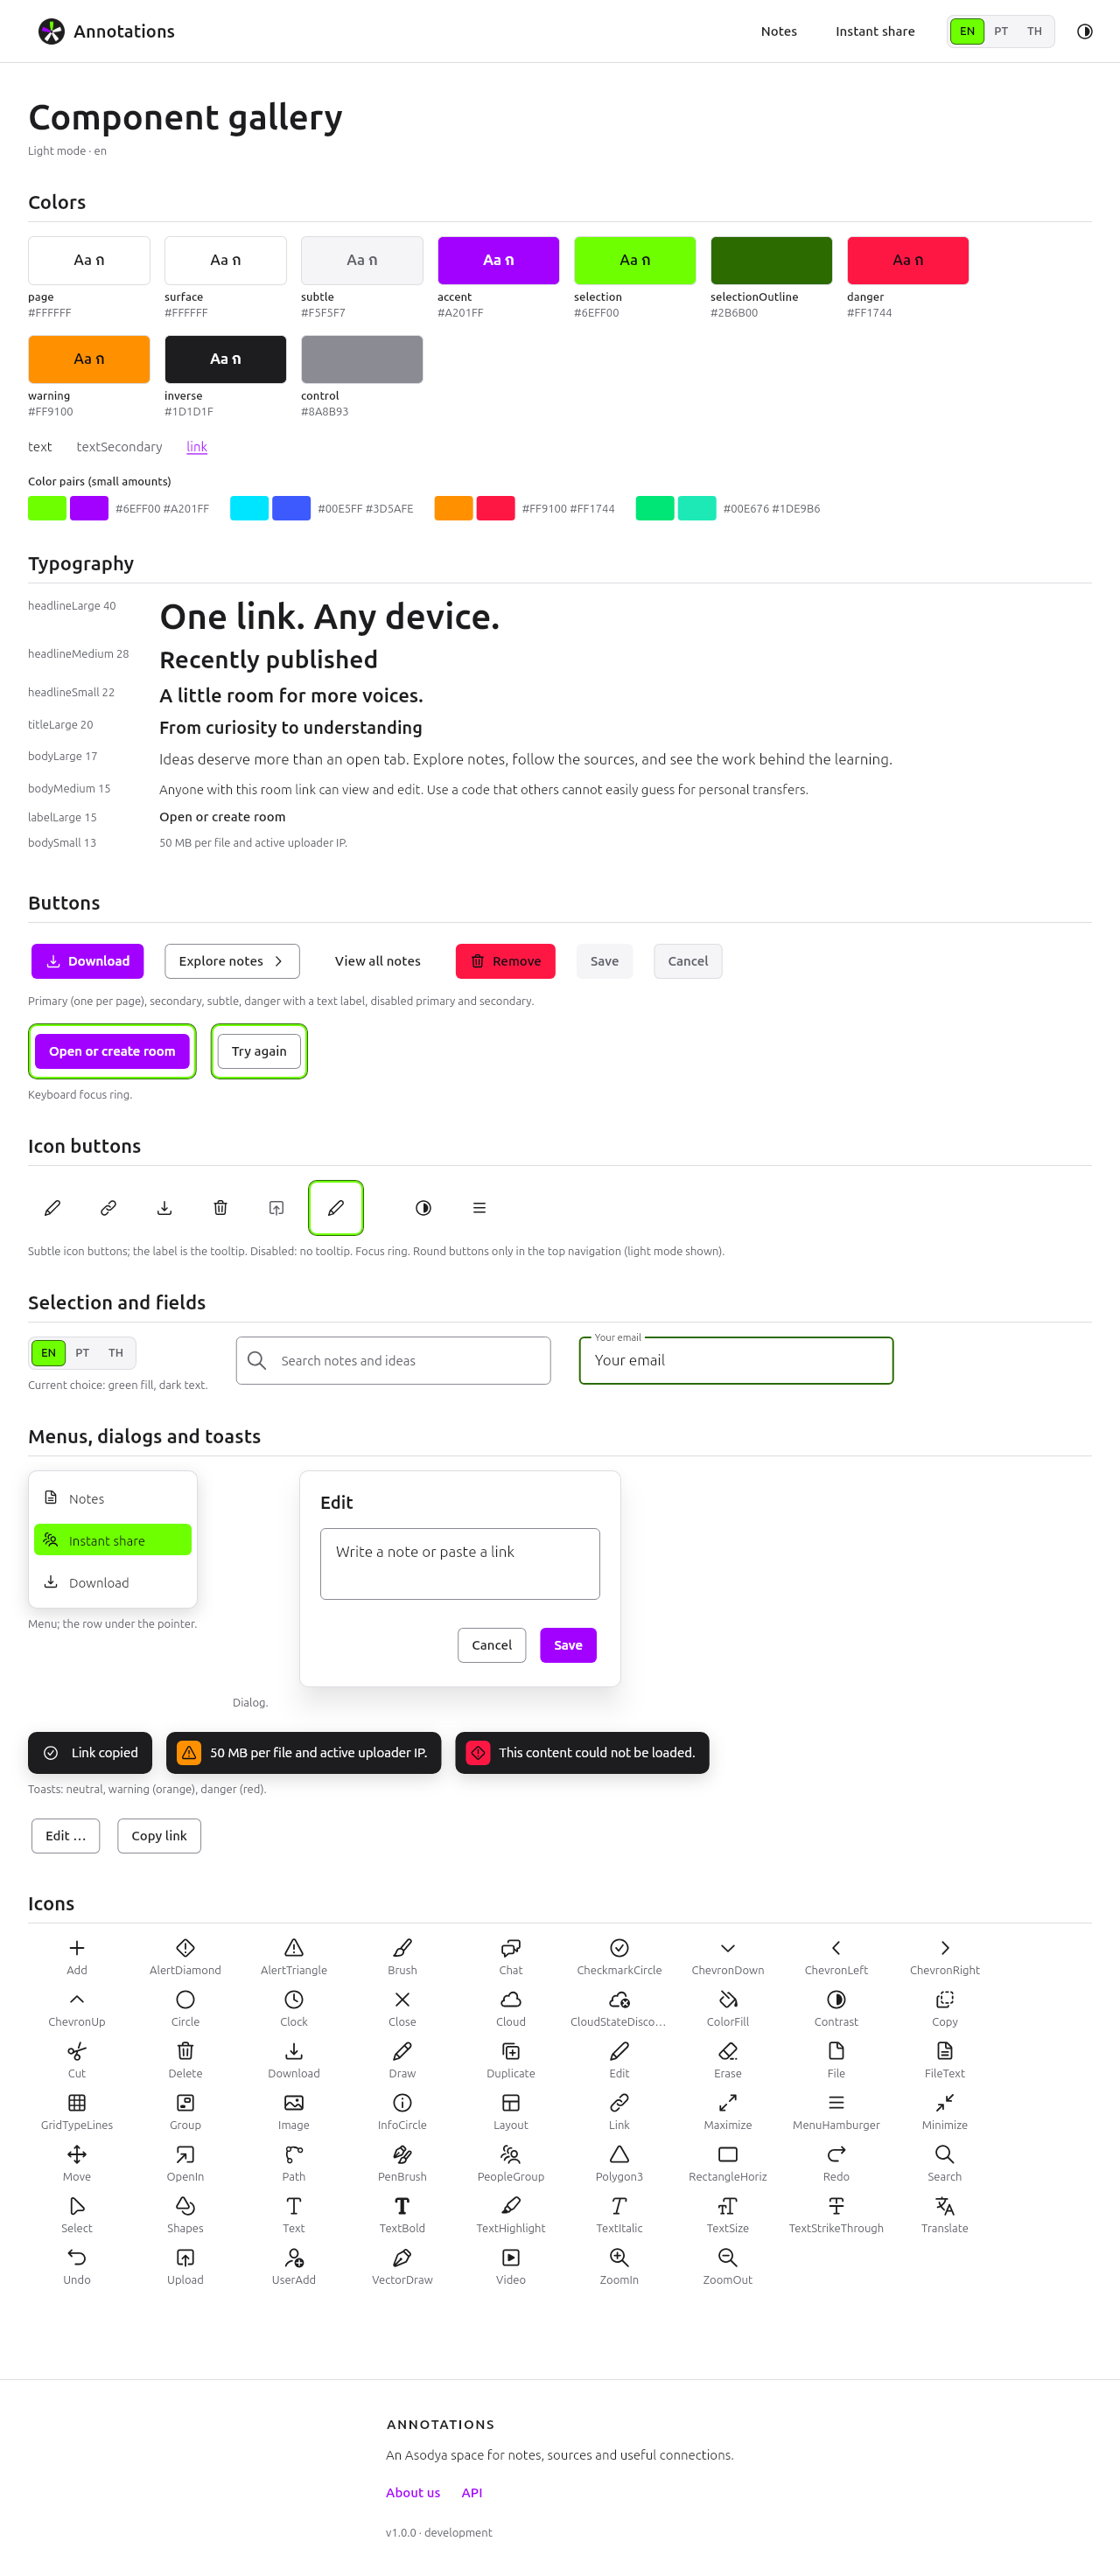 Annotations
Notes Instant share EN PT TH
Component gallery
Light mode · en
Colors
Aa ก Aa ก Aa ก Aa ก Aa ก Aa ก
page surface subtle accent selection selectionOutline danger
#FFFFFF #FFFFFF #F5F5F7 #A201FF #6EFF00 #2B6B00 #FF1744
Aa ก Aa ก
warning inverse control
#FF9100 #1D1D1F #8A8B93
text textSecondary link
Color pairs (small amounts)
#6EFF00 #A201FF #00E5FF #3D5AFE #FF9100 #FF1744 #00E676 #1DE9B6
Typography
headlineLarge 40 One link. Any device.
headlineMedium 28 Recently published
headlineSmall 22 A little room for more voices.
titleLarge 20 From curiosity to understanding
bodyLarge 17 Ideas deserve more than an open tab. Explore notes, follow the sources, and see the work behind the learning.
bodyMedium 15 Anyone with this room link can view and edit. Use a code that others cannot easily guess for personal transfers.
labelLarge 15 Open or create room
bodySmall 13 50 MB per file and active uploader IP.
Buttons
Download Explore notes View all notes Remove Save Cancel
Primary (one per page), secondary, subtle, danger with a text label, disabled primary and secondary.
Open or create room Try again
Keyboard focus ring.
Icon buttons
Subtle icon buttons; the label is the tooltip. Disabled: no tooltip. Focus ring. Round buttons only in the top navigation (light mode shown).
Selection and fields
EN PT TH Search notes and ideas Your email
Your email
Current choice: green fill, dark text.
Menus, dialogs and toasts
Notes
Instant share
Download
Menu; the row under the pointer.
Edit
Write a note or paste a link
Cancel Save
Dialog.
Link copied 50 MB per file and active uploader IP. This content could not be loaded.
Toasts: neutral, warning (orange), danger (red).
Edit … Copy link
Icons
Add AlertDiamond AlertTriangle Brush Chat CheckmarkCircle ChevronDown ChevronLeft ChevronRight
ChevronUp Circle Clock Close Cloud CloudStateDisco… ColorFill Contrast Copy
Cut Delete Download Draw Duplicate Edit Erase File FileText
GridTypeLines Group Image InfoCircle Layout Link Maximize MenuHamburger Minimize
Move OpenIn Path PenBrush PeopleGroup Polygon3 RectangleHoriz Redo Search
Select Shapes Text TextBold TextHighlight TextItalic TextSize TextStrikeThrough Translate
Undo Upload UserAdd VectorDraw Video ZoomIn ZoomOut
ANNOTATIONS
An Asodya space for notes, sources and useful connections.
About us API
v1.0.0 · development